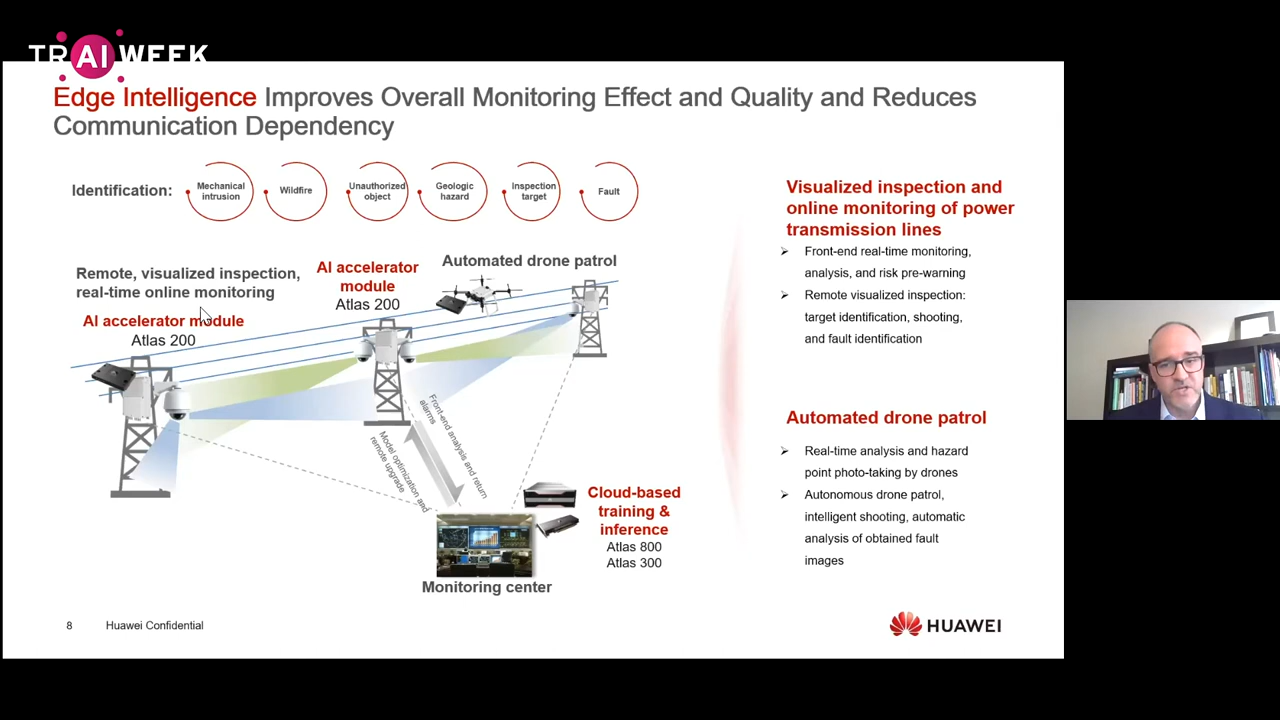 TRAI WEEK
Edge Intelligence Improves Overall Monitoring Effect and Quality and Reduces
Communication Dependency
Identification:
Mechanical
intrusion
Wildfire
Unauthorized
object
Geologic
hazard
Inspection
target
Fault
Remote, visualized inspection,
real-time online monitoring
AI accelerator module
Atlas 200
AI accelerator
module
Atlas 200
Automated drone patrol
Front-end analysis and return
alarms
Model optimization and
remote upgrade
Cloud-based
training &
inference
Atlas 800
Atlas 300
Monitoring center
Visualized inspection and
online monitoring of power
transmission lines
Front-end real-time monitoring,
analysis, and risk pre-warning
Remote visualized inspection:
target identification, shooting,
and fault identification
Automated drone patrol
Real-time analysis and hazard
point photo-taking by drones
Autonomous drone patrol,
intelligent shooting, automatic
analysis of obtained fault
images
8
Huawei Confidential
HUAWEI